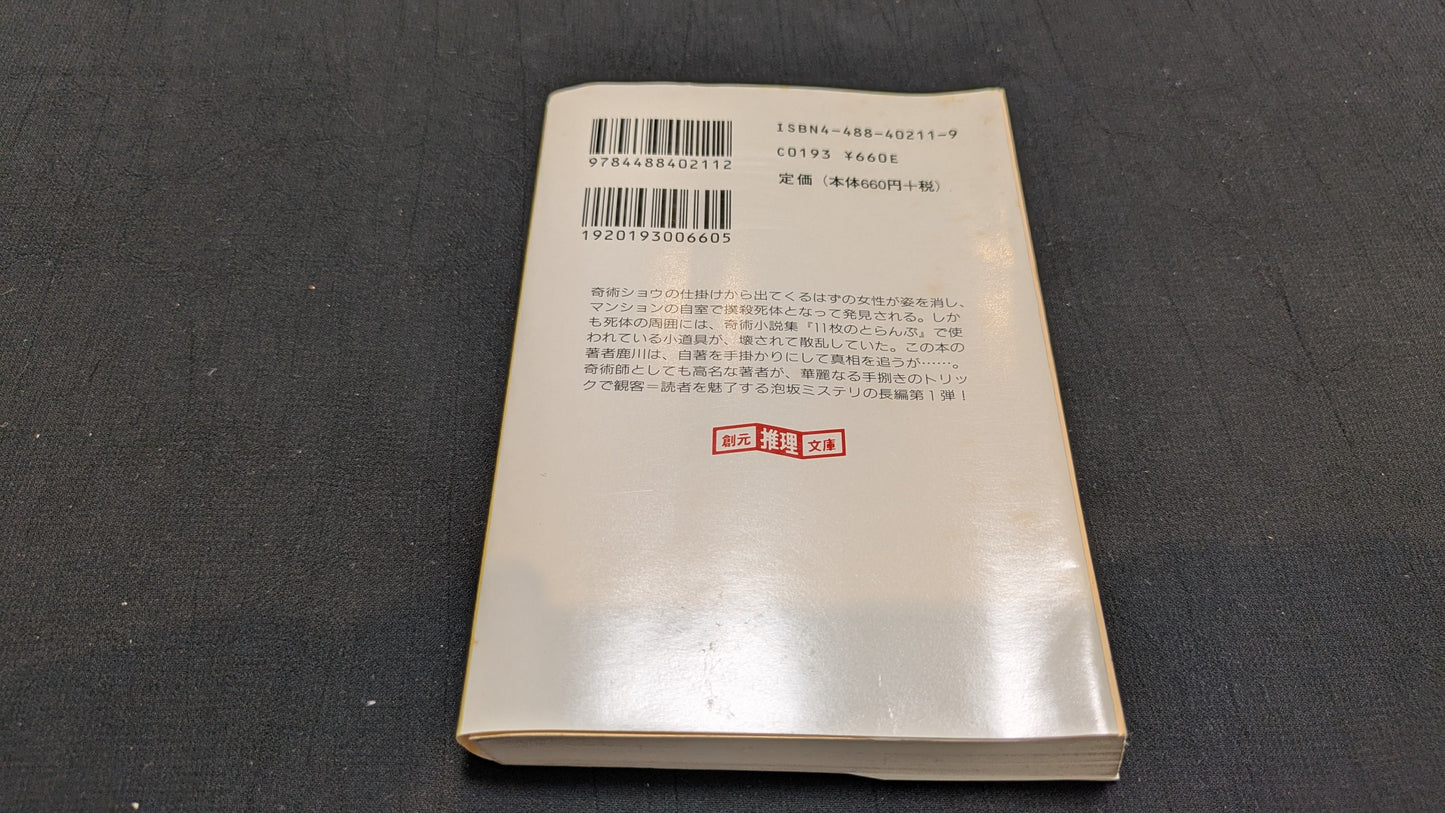 9784488402112
1920193006605
ISBN4-488-40211-9
C0193 ¥660E
定価（本体660円+税）
奇術ショウの仕掛けから出てくるはずの女性が姿を消し、
マンションの自室で撲殺死体となって発見される。しか
も死体の周囲には、奇術小説集『11枚のとらんぷ』で使
われている小道具が、壊されて散乱していた。この本の
著者鹿川は、自著を手掛かりにして真相を追うが……。
奇術師としても高名な著者が、華麗なる手捌きのトリッ
クで観客＝読者を魅了する泡坂ミステリの長編第1弾！
創元 推理 文庫